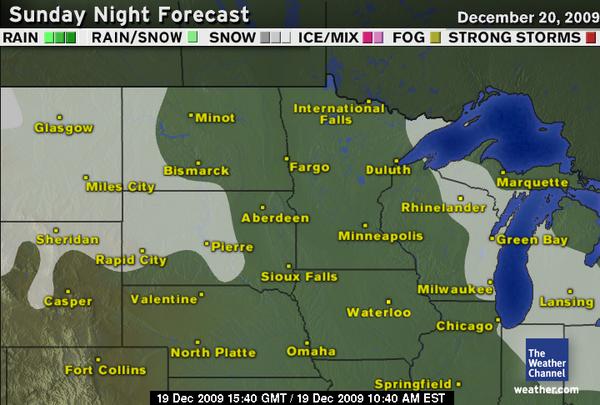 Sunday Night Forecast December 20, 2009
RAIN RAIN/SNOW SNOW ICE/MIX FOG STRONG STORMS
International
Falls
Glasgow
Minot
Bismarck
Fargo
Duluth
Miles City
Marquette
Aberdeen
Rhinelander
Sheridan
Pierre
Minneapolis
Green Bay
Rapid City
Sioux Falls
Casper
Valentine
Waterloo
Milwaukee
Lansing
Chicago
North Platte
Omaha
Fort Collins
Springfield
The
Weather
Channel
weather.com
19 Dec 2009 15:40 GMT / 19 Dec 2009 10:40 AM EST